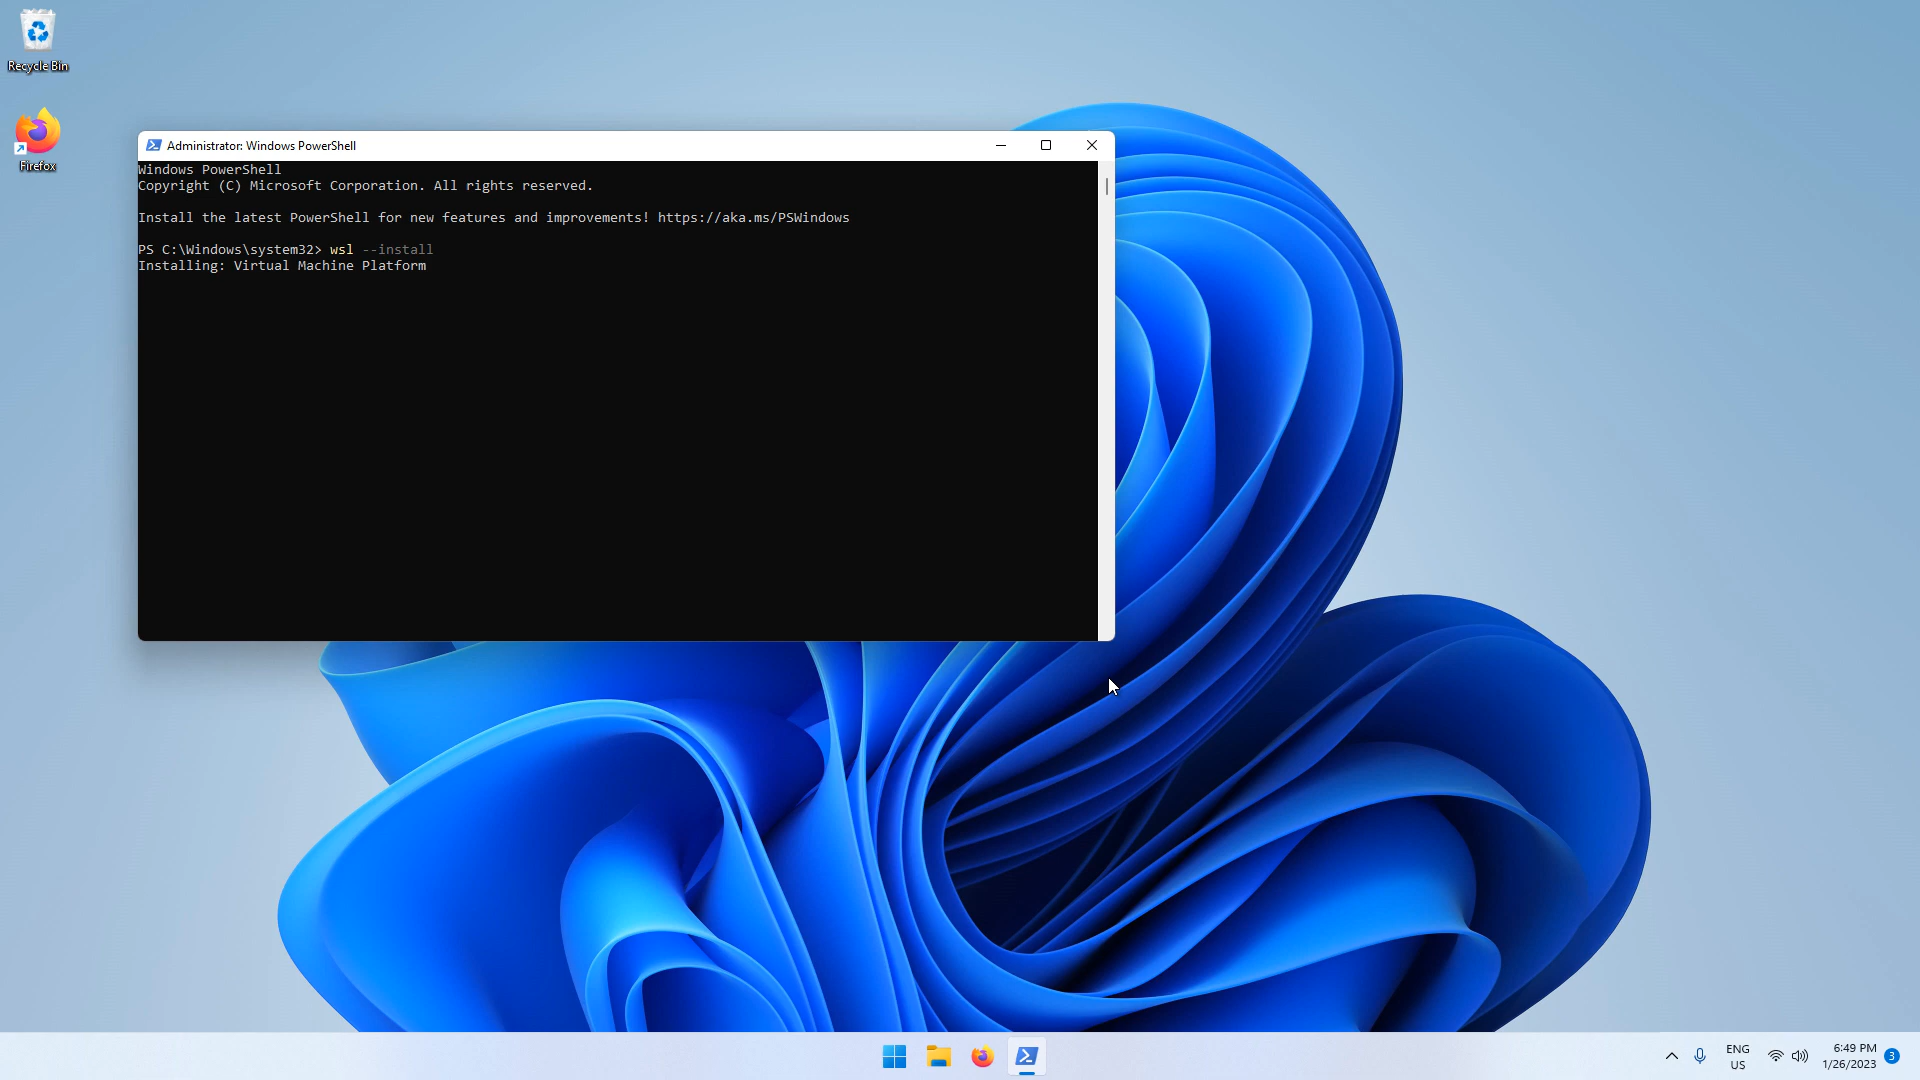 Recycle Bin
Firefox
Administrator: Windows PowerShell
Windows PowerShell
Copyright (C) Microsoft Corporation. All rights reserved.
Install the latest PowerShell for new features and improvements! https://aka.ms/PSWindows
PS C:\Windows\system32> wsl --install
Installing: Virtual Machine Platform
ENG
US
6:49 PM
1/26/2023
3